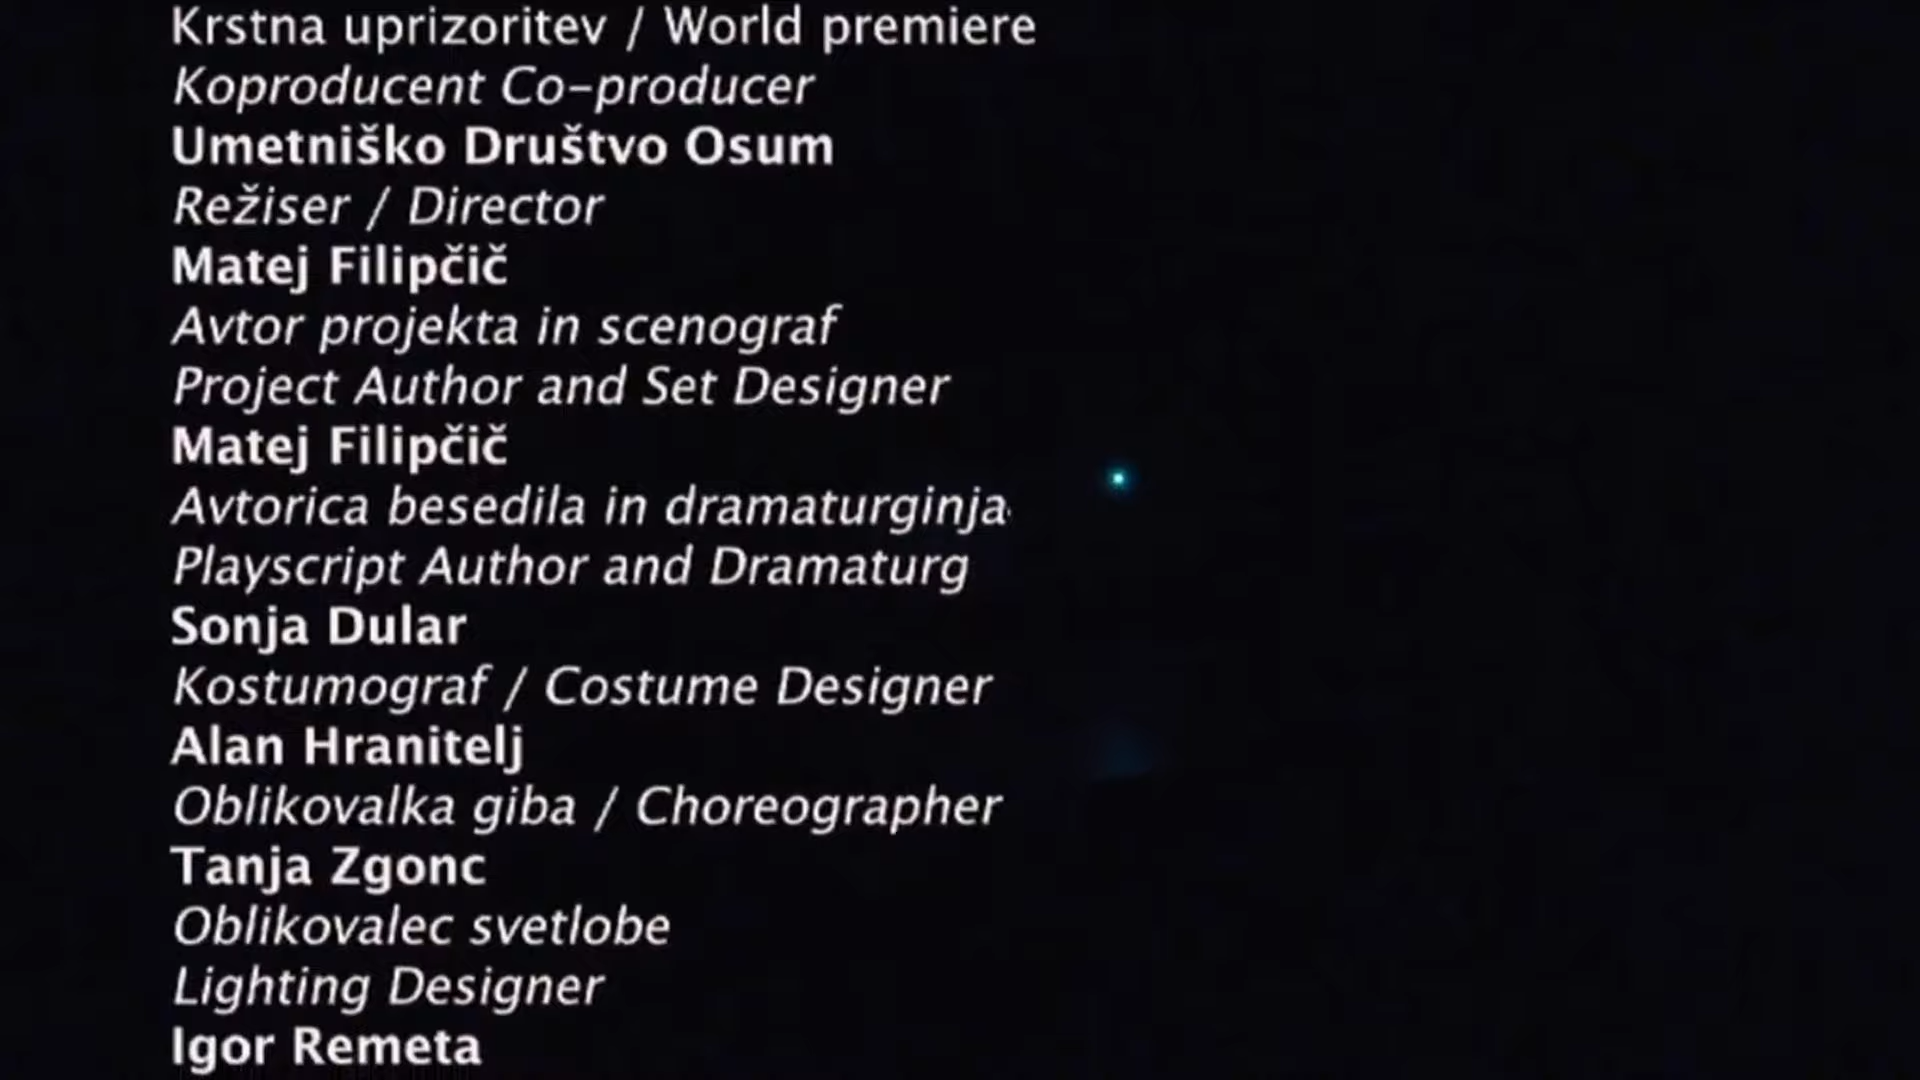 Krstna uprizoritev / World premiere
Koproducent Co-producer
Umetniško Društvo Osum
Režiser / Director
Matej Filipčič
Avtor projekta in scenograf
Project Author and Set Designer
Matej Filipčič
Avtorica besedila in dramaturginja
Playscript Author and Dramaturg
Sonja Dular
Kostumograf / Costume Designer
Alan Hranitelj
Oblikovalka giba / Choreographer
Tanja Zgonc
Oblikovalec svetlobe
Lighting Designer
Igor Remeta